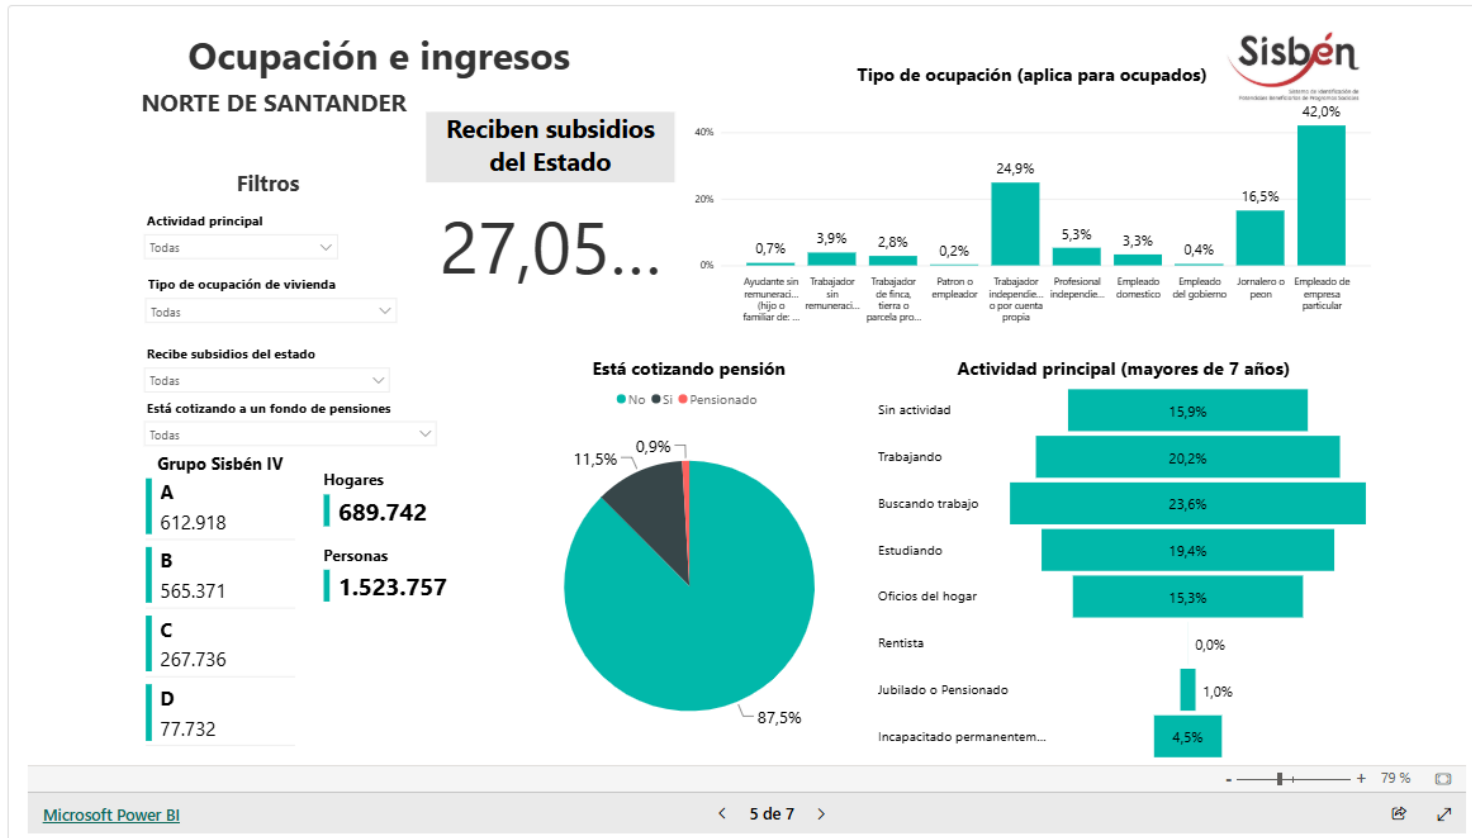 Ocupación e ingresos
NORTE DE SANTANDER
Reciben subsidios
del Estado
27,05...
Filtros
Actividad principal
Todas
Tipo de ocupación de vivienda
Todas
Recibe subsidios del estado
Todas
Está cotizando a un fondo de pensiones
Todas
Grupo Sisbén IV
A
612.918
B
565.371
C
267.736
D
77.732
Hogares
689.742
Personas
1.523.757
Tipo de ocupación (aplica para ocupados)
Sisbén
Sistema de Identificación de
Potenciales Beneficiarios de Programas Sociales
40%
20%
0%
0,7%
3,9%
2,8%
0,2%
24,9%
5,3%
3,3%
0,4%
16,5%
42,0%
Ayudante sin
remuneraci...
(hijo o
familiar de: ...
Trabajador
sin
remuneraci...
Trabajador
de finca,
tierra o
parcela pro...
Patron o
empleador
Trabajador
independie...
o por cuenta
propia
Profesional
independie...
Empleado
domestico
Empleado
del gobierno
Jornalero o
peon
Empleado de
empresa
particular
Está cotizando pensión
No Si Pensionado
0,9%
11,5%
87,5%
Actividad principal (mayores de 7 años)
Sin actividad 15,9%
Trabajando 20,2%
Buscando trabajo 23,6%
Estudiando 19,4%
Oficios del hogar 15,3%
Rentista 0,0%
Jubilado o Pensionado 1,0%
Incapacitado permanentem... 4,5%
- + 79 %
Microsoft Power BI
< 5 de 7 >